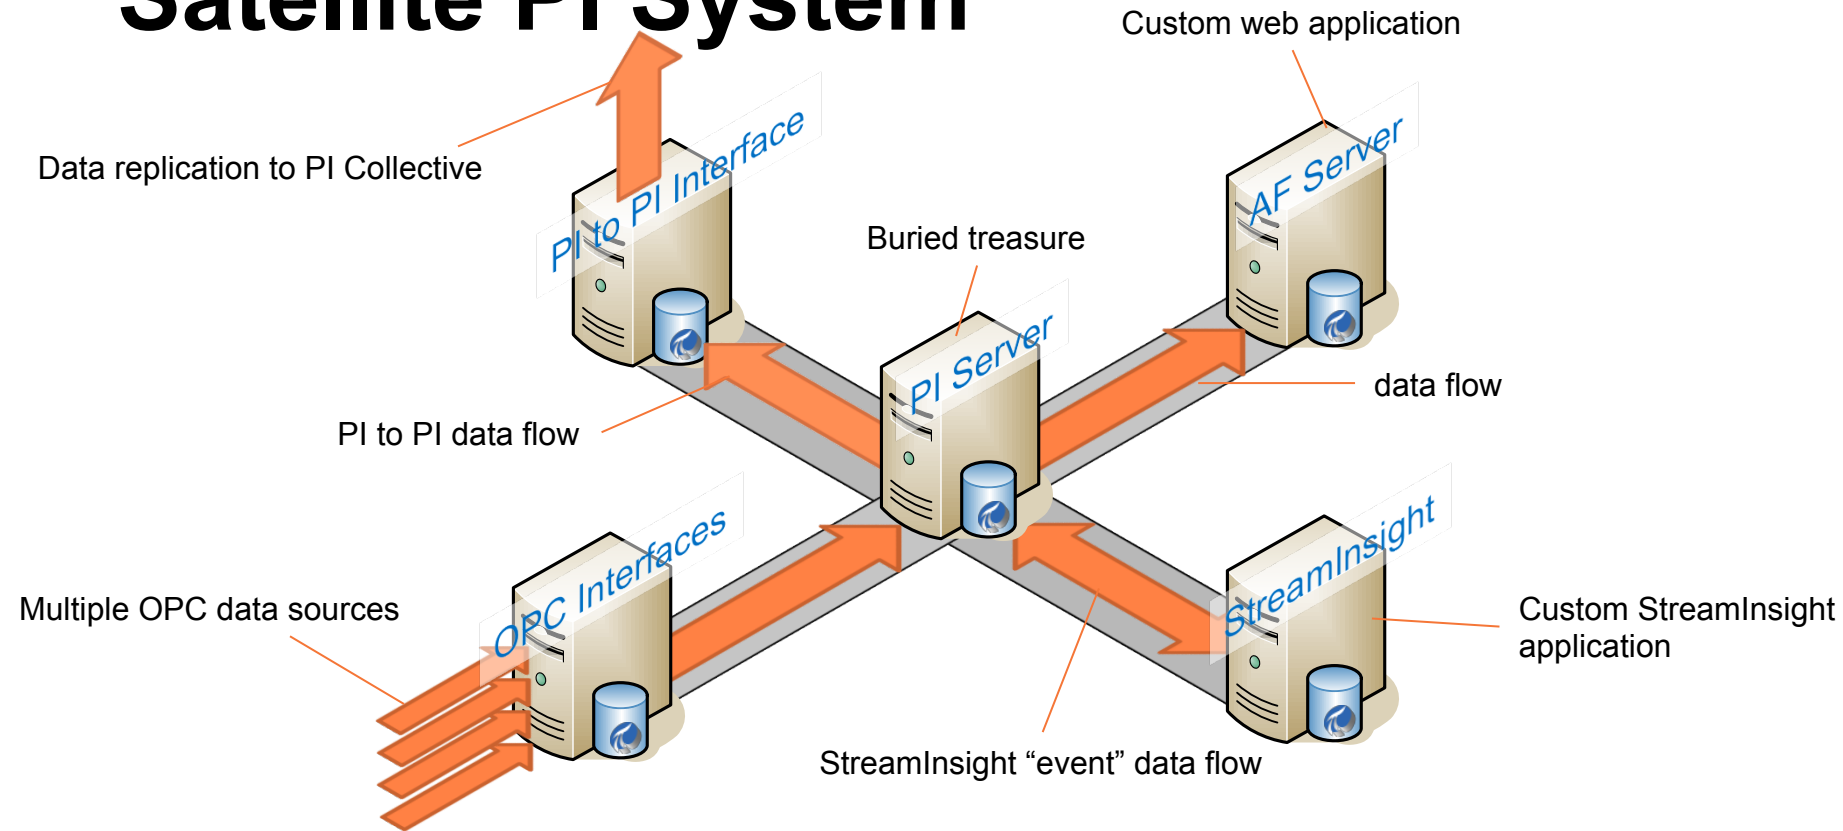 Satellite PI System
Custom web application
Data replication to PI Collective
PI to PI Interface
AF Server
Buried treasure
PI Server
data flow
PI to PI data flow
OPC Interfaces
StreamInsight
Multiple OPC data sources
Custom StreamInsight
application
StreamInsight “event” data flow